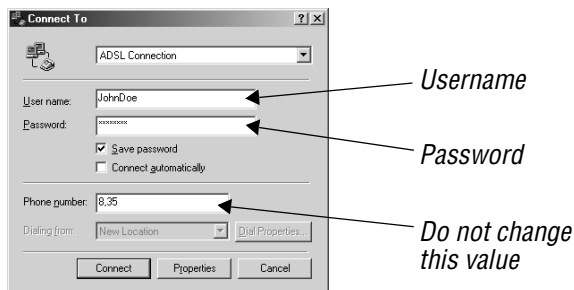 Connect To
ADSL Connection
User name: JohnDoe
Username
Password: xxxxxxxx
Password
Save password
Connect automatically
Phone number: 8,35
Do not change
this value
Dialing from: New Location Dial Properties...
Connect Properties Cancel